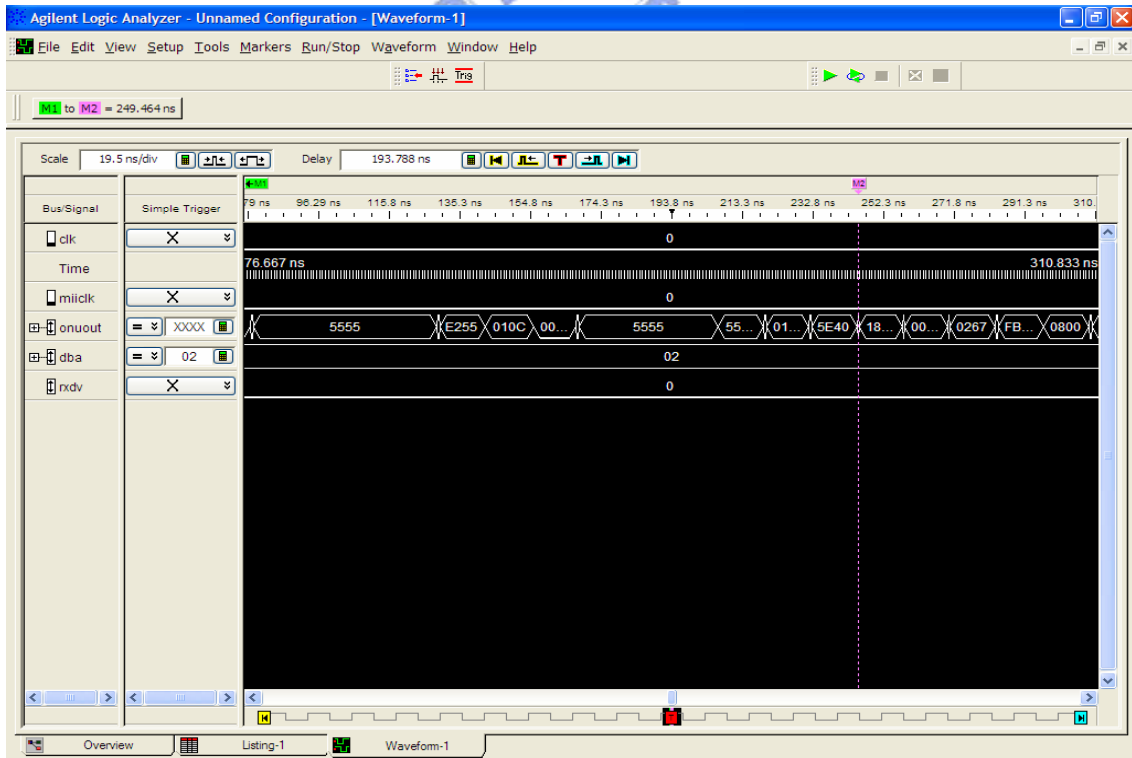 Agilent Logic Analyzer - Unnamed Configuration - [Waveform-1]
File Edit View Setup Tools Markers Run/Stop Waveform Window Help
Trig
M1 to M2 = 249.464 ns
Scale 19.5 ns/div Delay 193.788 ns T
M1 M2
Bus/Signal Simple Trigger 79 ns 96.29 ns 115.8 ns 135.3 ns 154.8 ns 174.3 ns 193.8 ns 213.3 ns 232.8 ns 252.3 ns 271.8 ns 291.3 ns 310.
clk X 0
Time 76.667 ns 310.833 ns
miiclk X 0
onuout = XXXX 5555 E255 010C 00... 5555 55... 01... 5E40 18... 00... 0267 FB... 0800
dba = 02 02
rxdv X 0
T
Overview Listing-1 Waveform-1